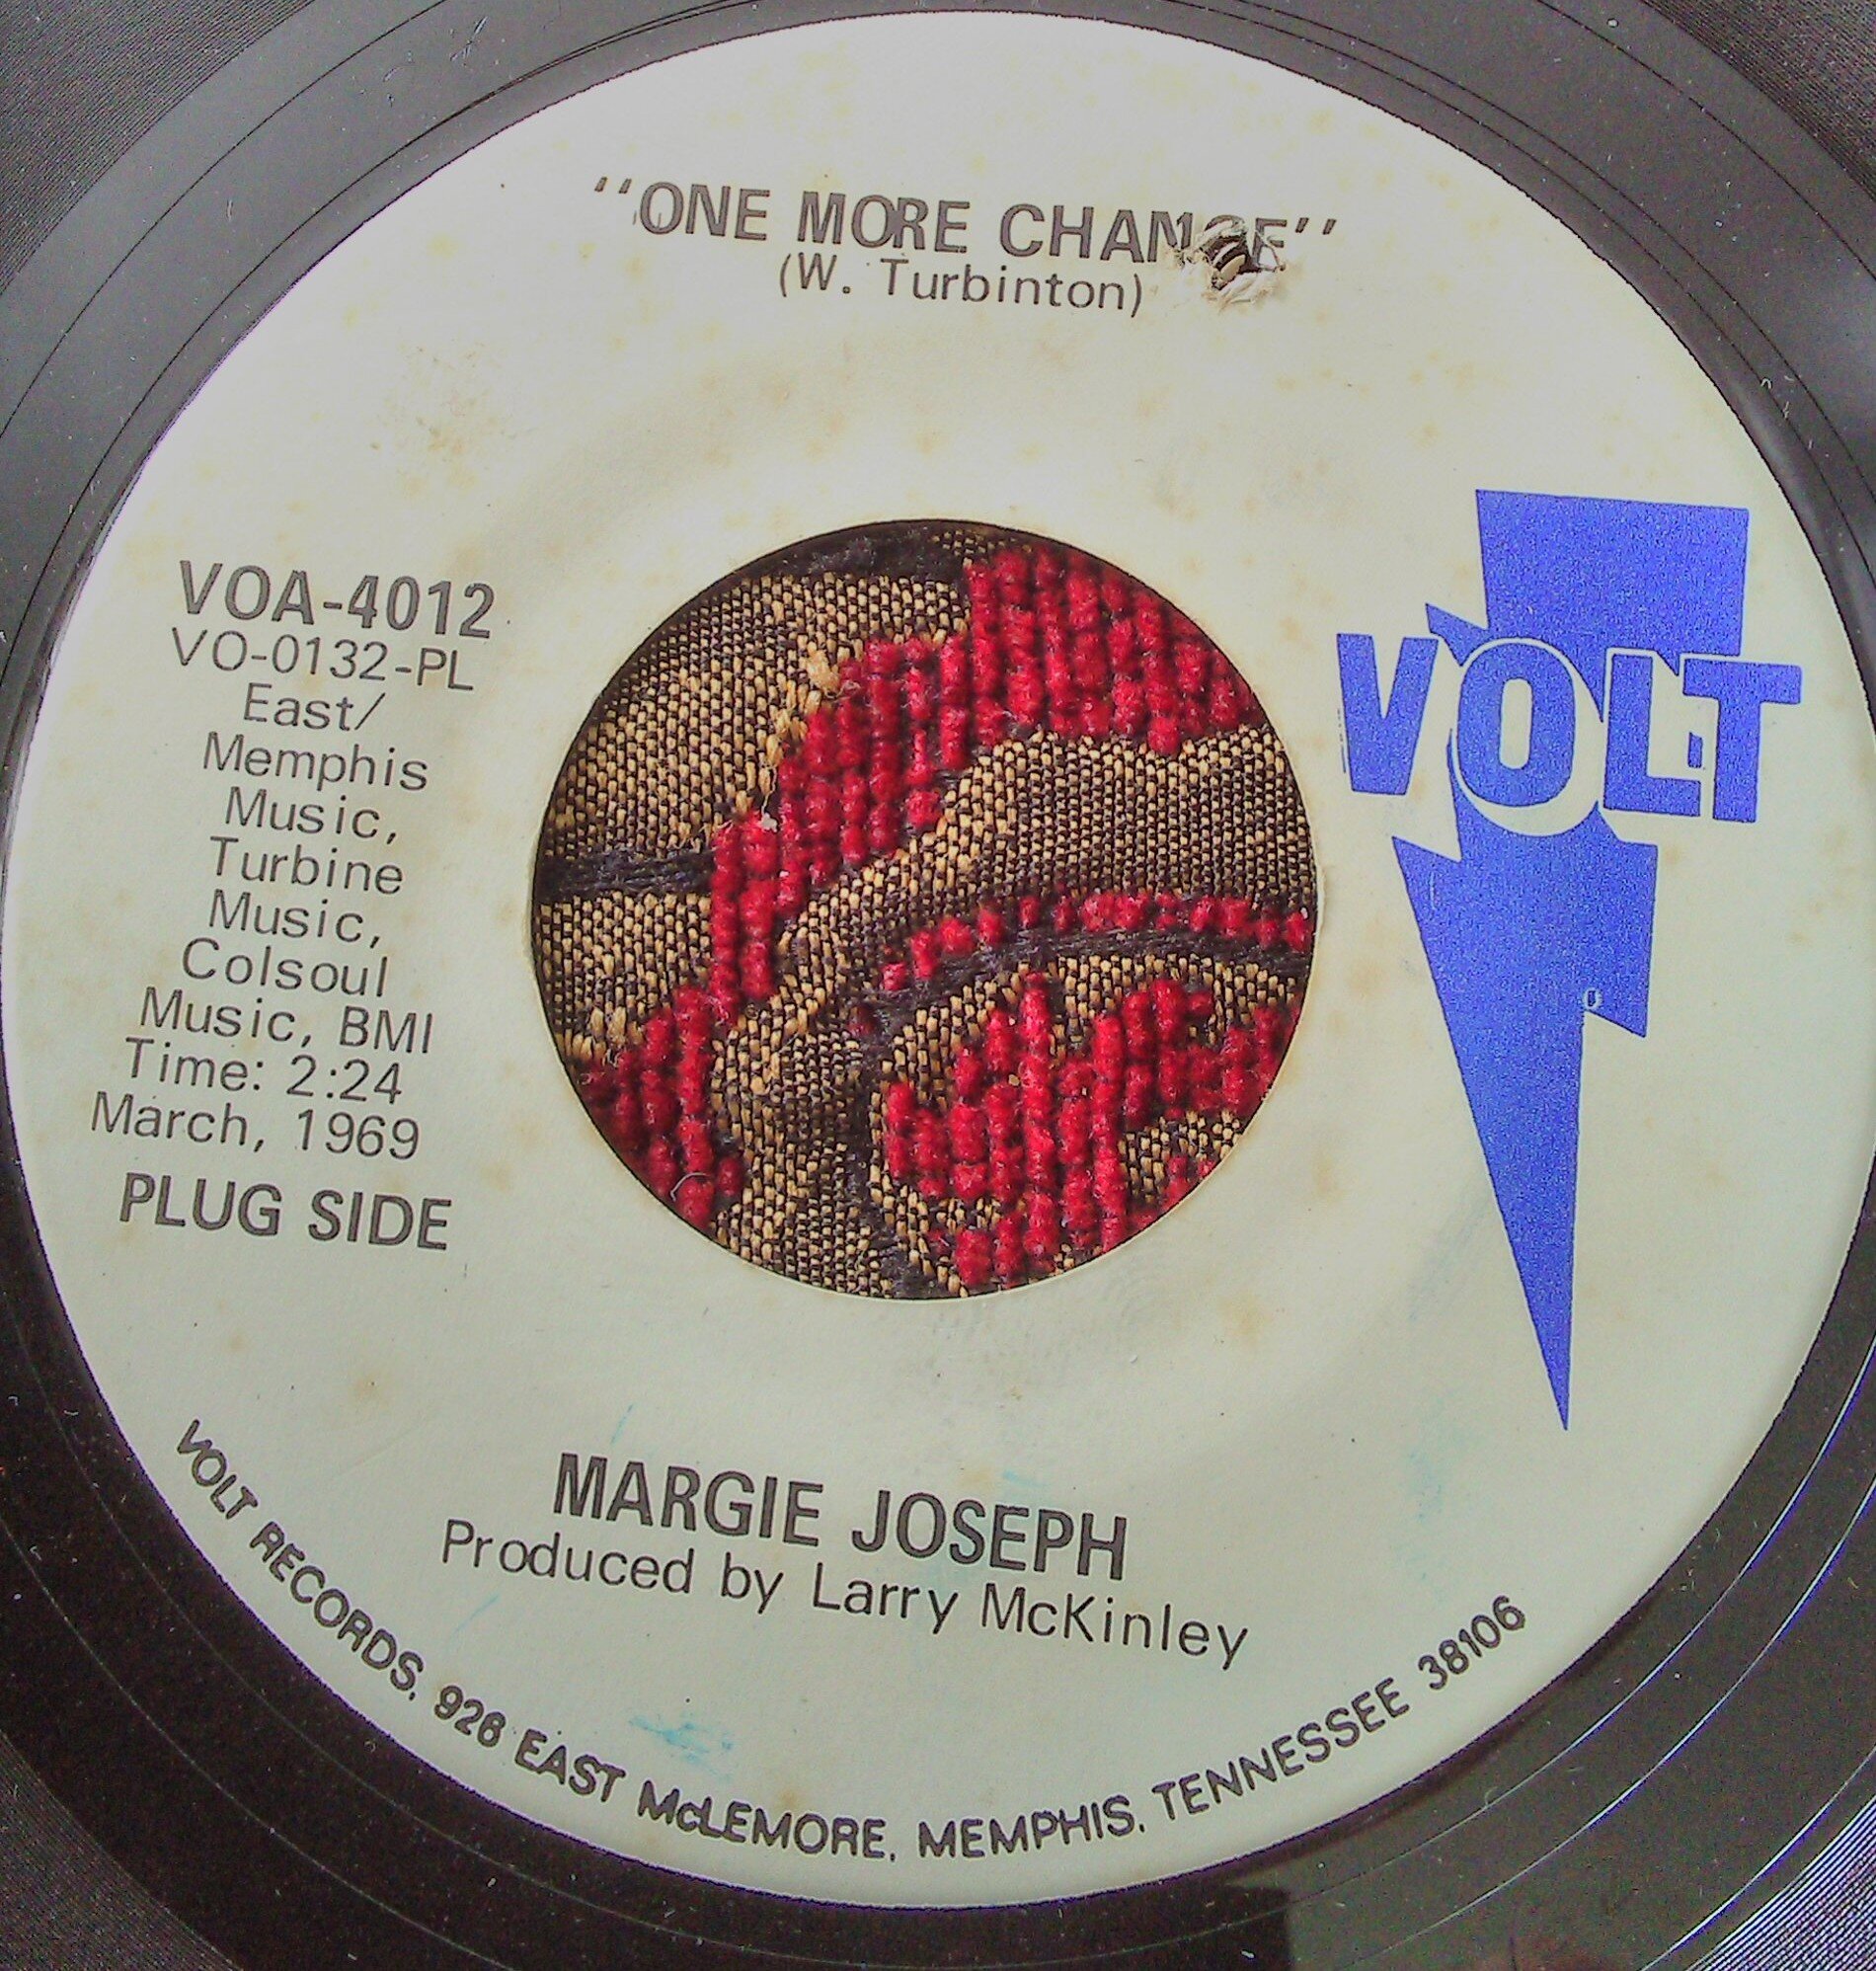 "ONE MORE CHANCE"
(W. Turbinton)
VOA-4012
VO-0132-PL
East/
Memphis
Music,
Turbine
Music,
Colsoul
Music, BMI
Time: 2:24
March, 1969
PLUG SIDE
VOLT
MARGIE JOSEPH
Produced by Larry McKinley
VOLT RECORDS, 926 EAST McLEMORE, MEMPHIS, TENNESSEE 38106